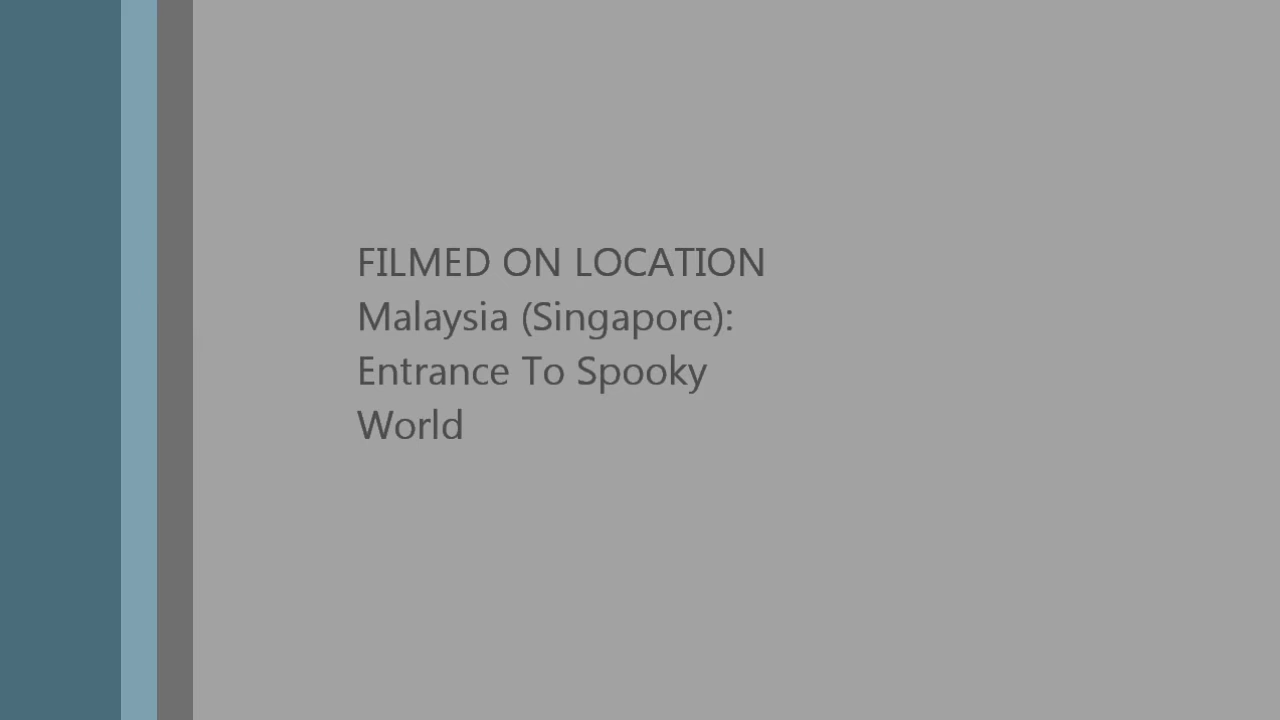 FILMED ON LOCATION
Malaysia (Singapore):
Entrance To Spooky
World